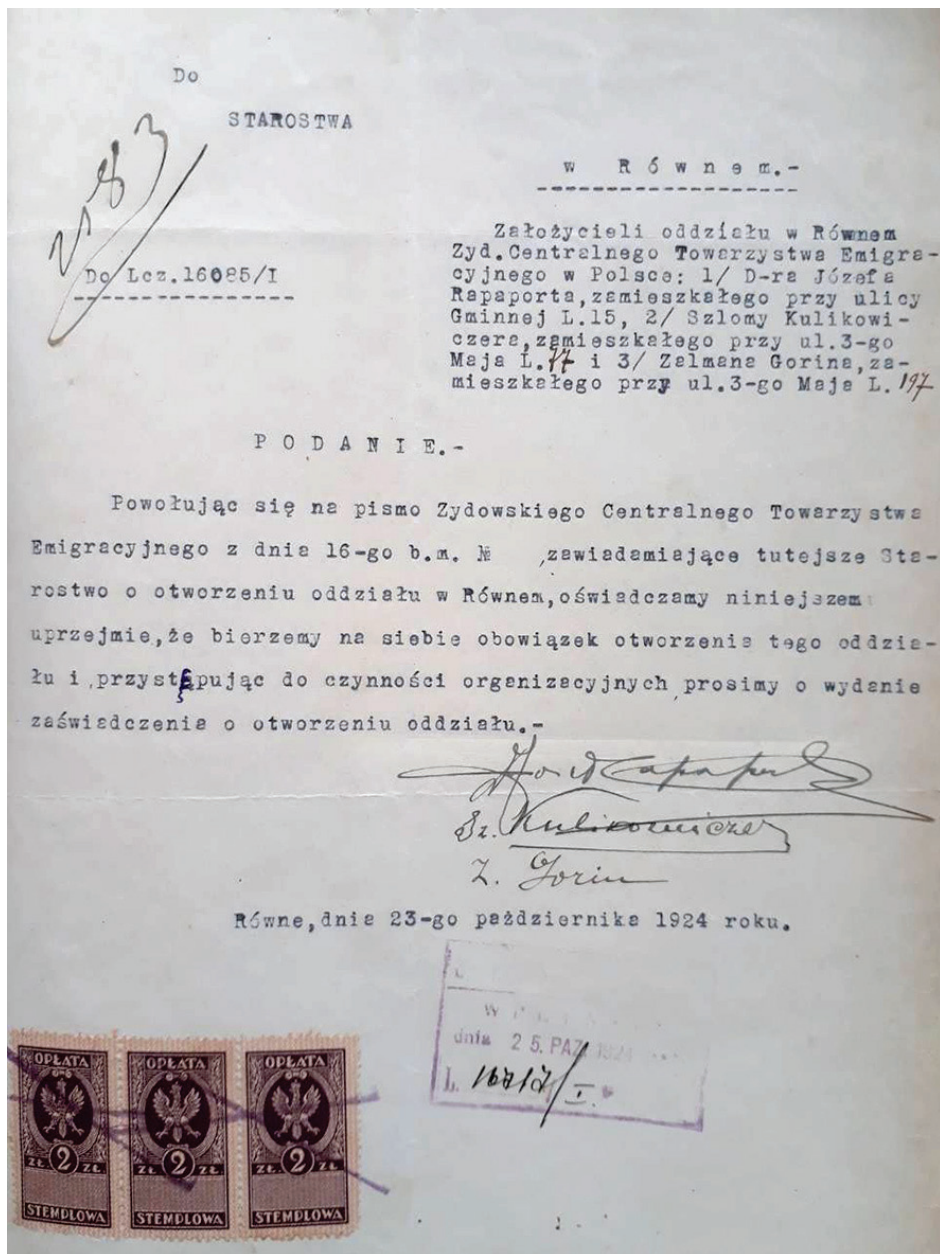 Do
STAROSTWA
w Równem.-
Do Lcz.16085/I
Założycieli oddziału w Równem
Zyd.Centralnego Towarzystwa Emigra-
cyjnego w Polsce: 1/ D-ra Józefa
Rapaporta,zamieszkałego przy ulicy
Gminnej L.15, 2/ Szlomy Kulikowi-
czera,zamieszkałego przy ul.3-go
Maja L. i 3/ Zalmana Gorina,za-
mieszkałego przy ul.3-go Maja L. 197
PODANIE.-
Powołując się na pismo Zydowskiego Centralnego Towarzystwa
Emigracyjnego z dnia 16-go b.m. № ,zawiadamiające tutejsze Sta-
rostwo o otworzeniu oddziału w Równem,oświadczamy niniejszem
uprzejmie,że bierzemy na siebie obowiązek otworzenia tego oddzia-
łu i przystępując do czynności organizacyjnych prosimy o wydanie
zaświadczenia o otworzeniu oddziału.-
Sz. Kulikowiczer
Z. Gorin
Równe,dnia 23-go października 1924 roku.
dnia 25. PAŹ 1924
L.
OPŁATA OPŁATA OPŁATA
ZŁ 2 ZŁ ZŁ 2 ZŁ ZŁ 2 ZŁ
STEMPLOWA STEMPLOWA STEMPLOWA